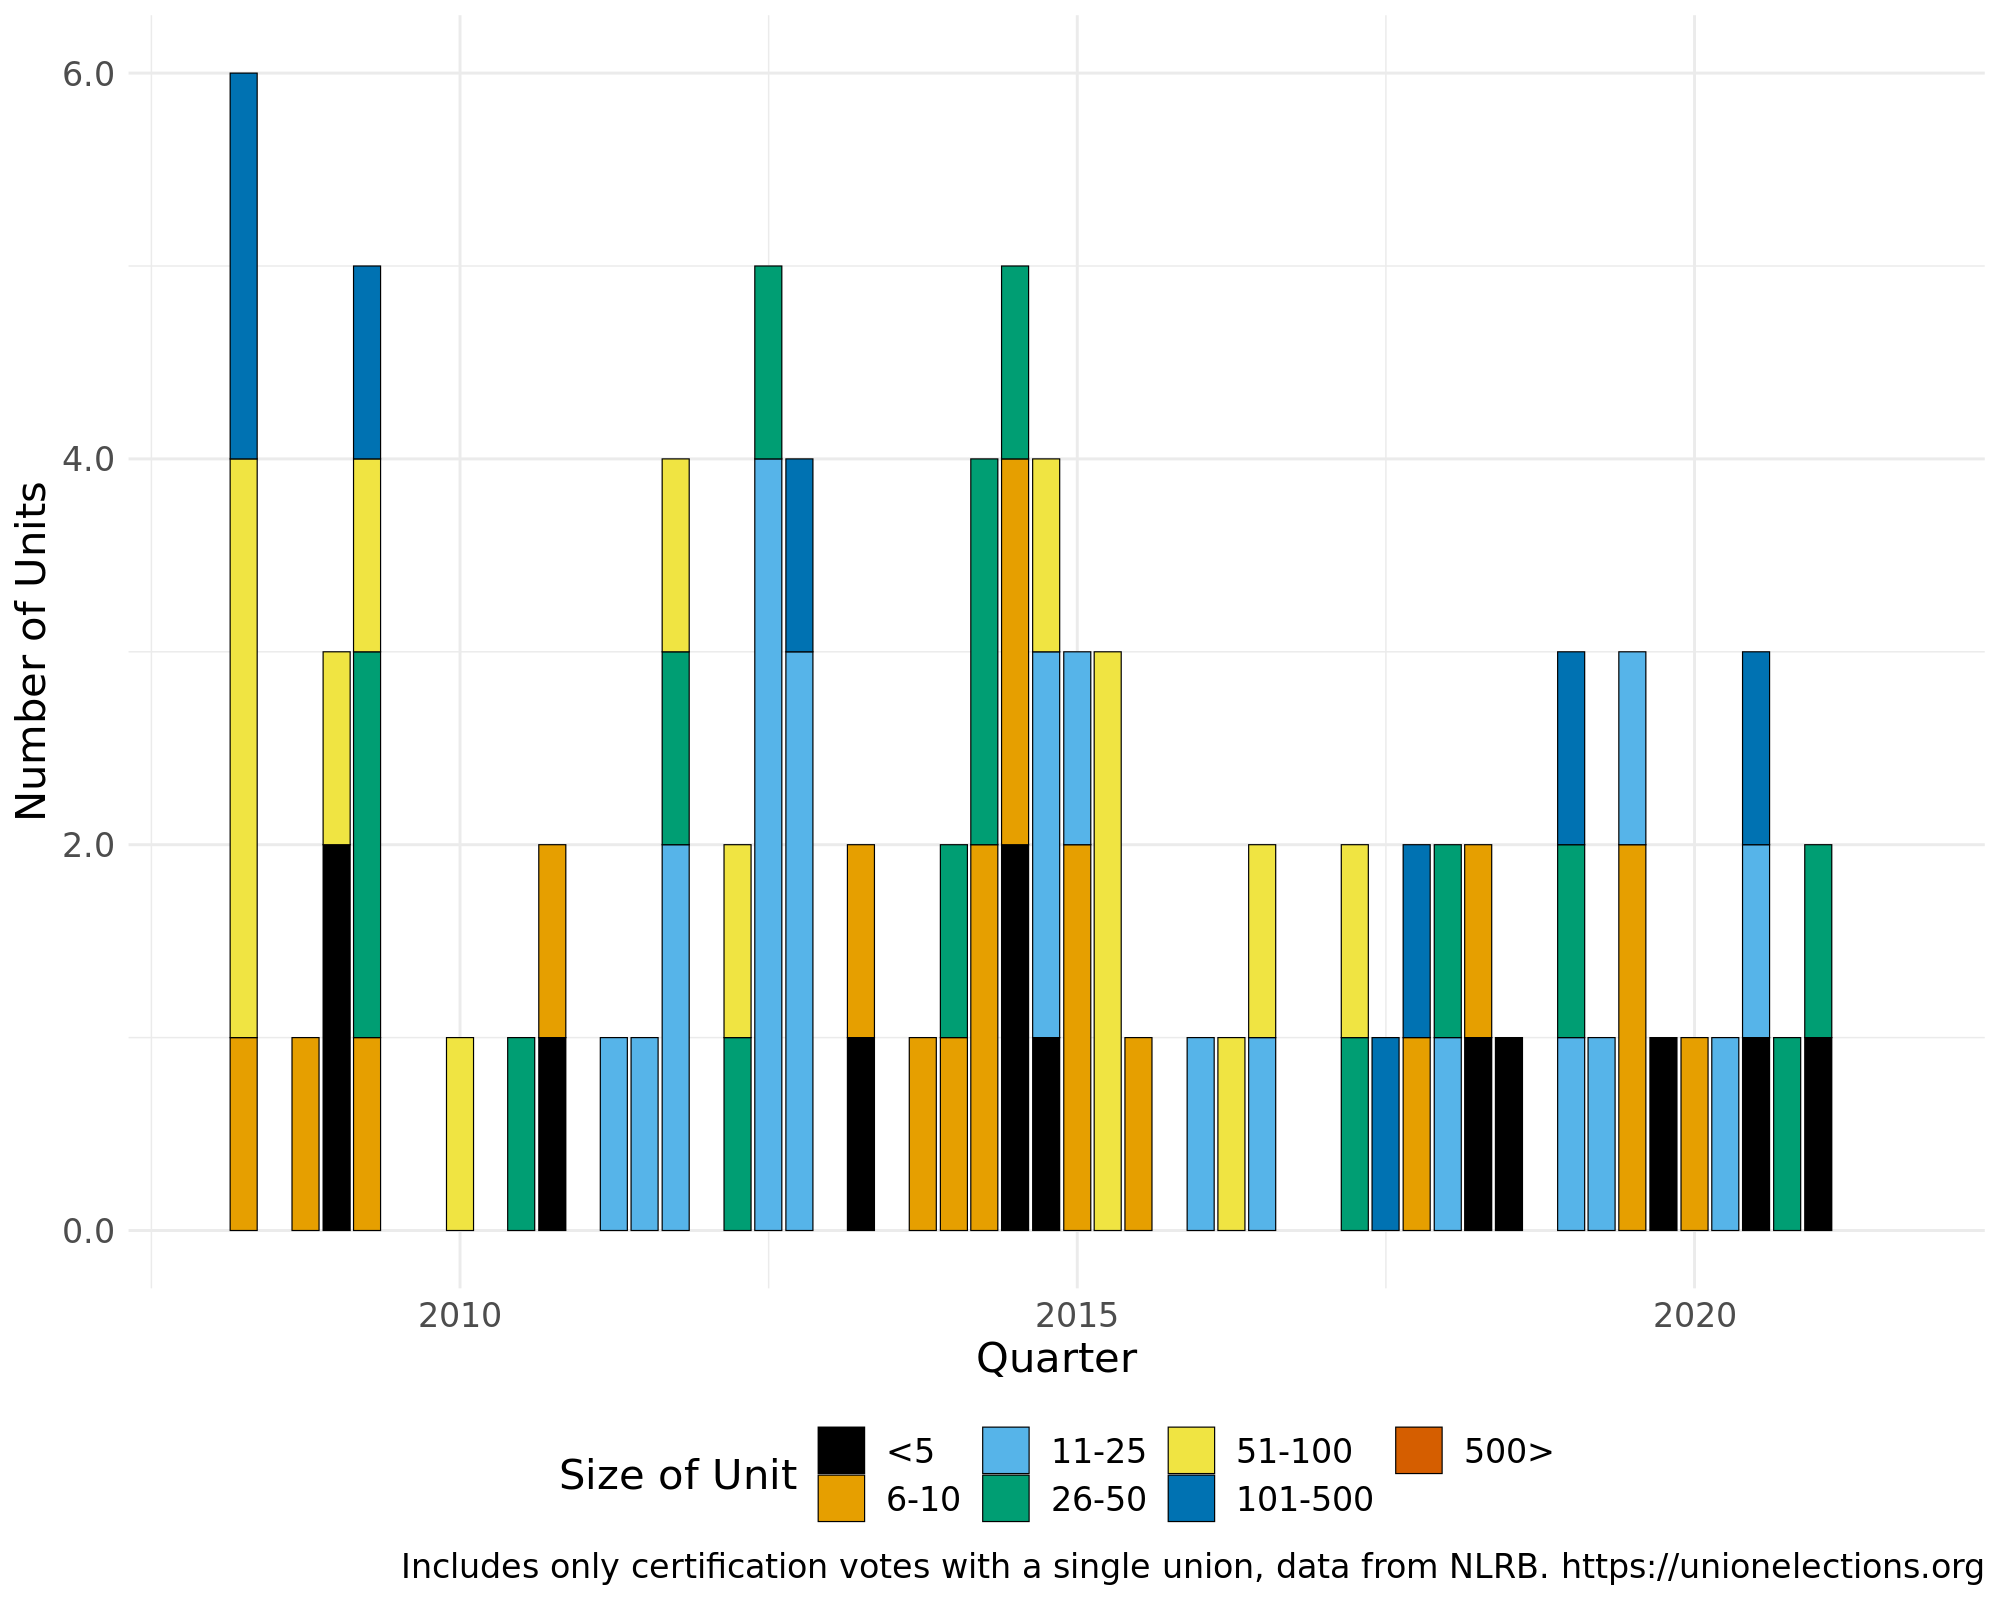 6.0
4.0
2.0
0.0
Number of Units
2010 2015 2020
Quarter
Size of Unit
<5 11-25 51-100 500>
6-10 26-50 101-500
Includes only certification votes with a single union, data from NLRB. https://unionelections.org